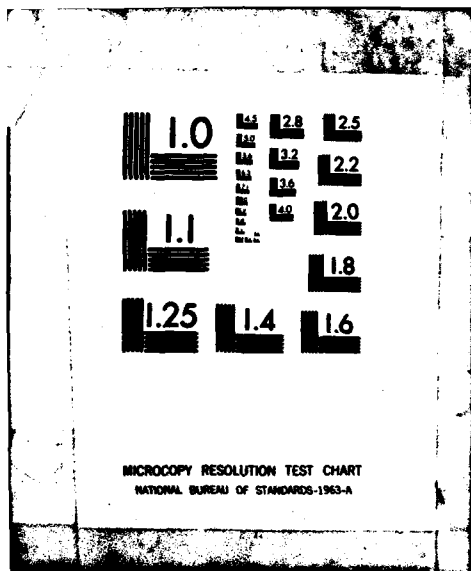 1.0
4.5 2.8 2.5
5.0
3.2 2.2
3.6
4.0 2.0
1.1
1.8
1.25 1.4 1.6
MICROCOPY RESOLUTION TEST CHART
NATIONAL BUREAU OF STANDARDS-1963-A